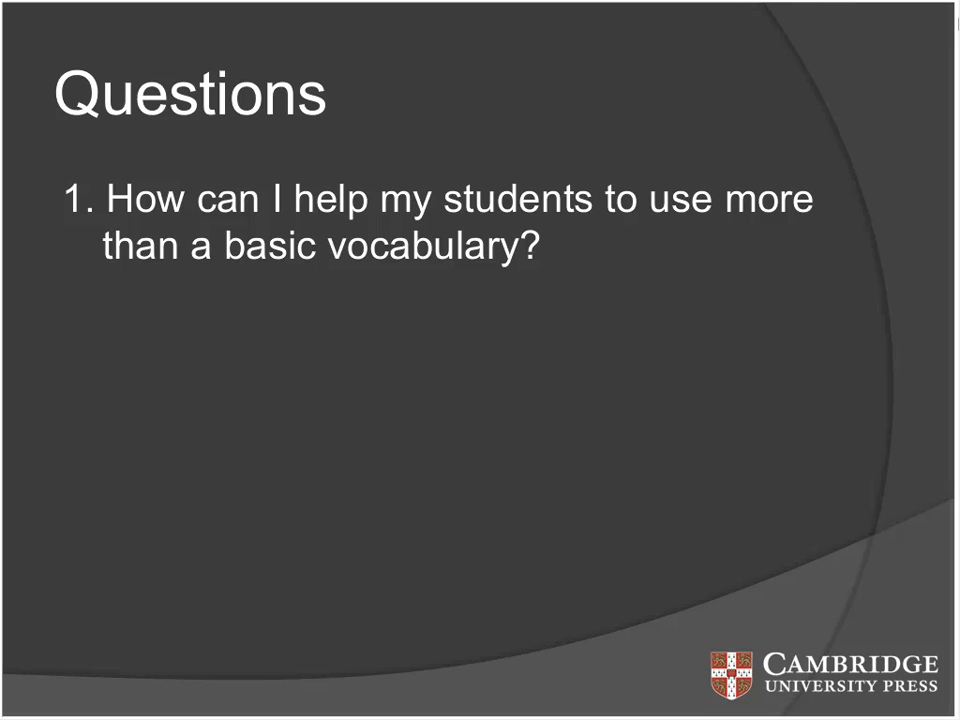 Questions
1. How can I help my students to use more
than a basic vocabulary?
CAMBRIDGE
UNIVERSITY PRESS